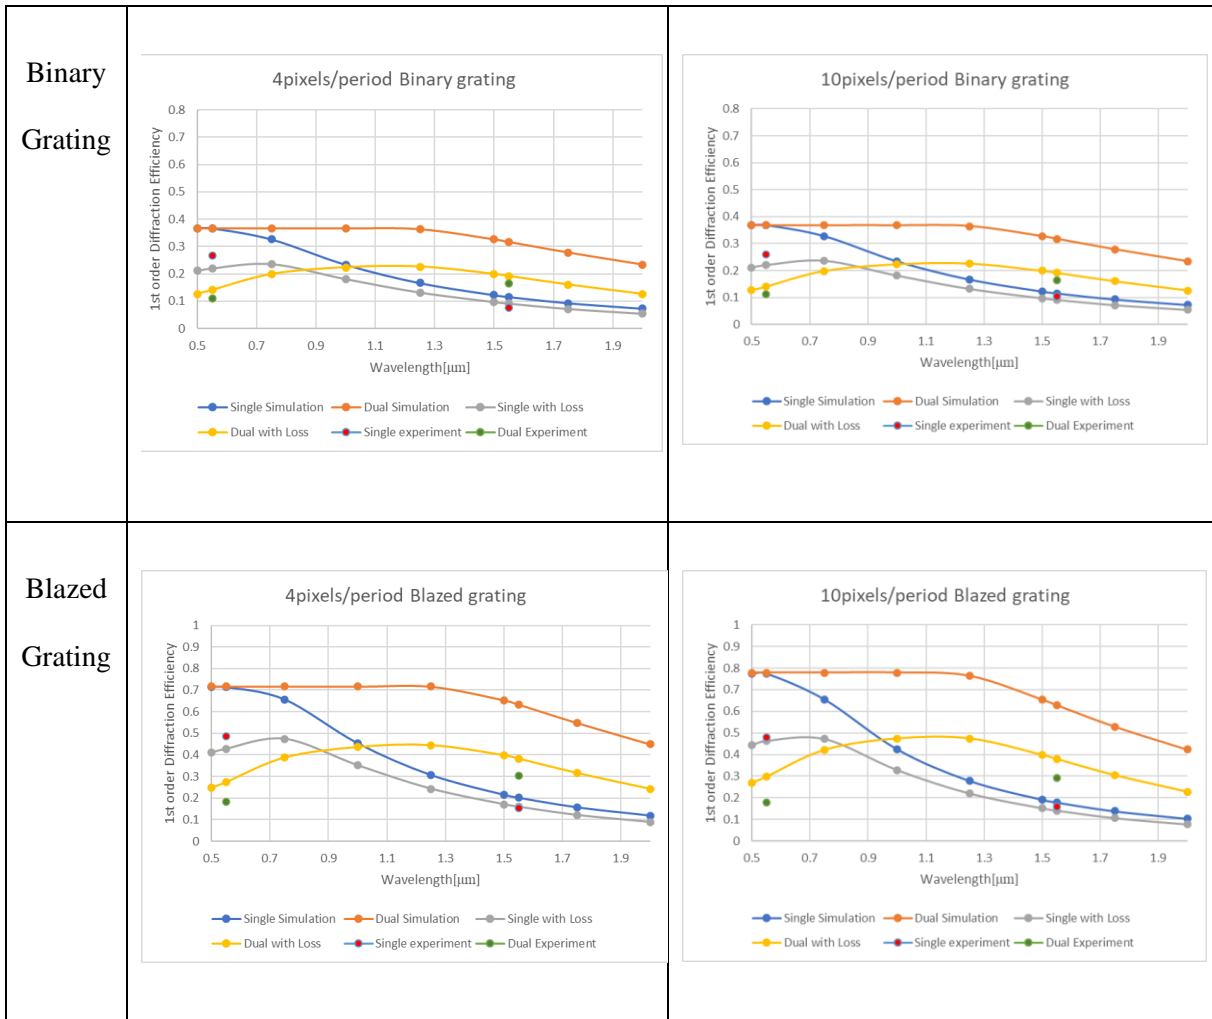 Binary
Grating
4pixels/period Binary grating
1st order Diffraction Efficiency
0.8
0.7
0.6
0.5
0.4
0.3
0.2
0.1
0
0.5 0.7 0.9 1.1 1.3 1.5 1.7 1.9
Wavelength[μm]
Single Simulation Dual Simulation Single with Loss
Dual with Loss Single experiment Dual Experiment
10pixels/period Binary grating
1st order Diffraction Efficiency
0.8
0.7
0.6
0.5
0.4
0.3
0.2
0.1
0
0.5 0.7 0.9 1.1 1.3 1.5 1.7 1.9
Wavelength[μm]
Single Simulation Dual Simulation Single with Loss
Dual with Loss Single experiment Dual Experiment
Blazed
Grating
4pixels/period Blazed grating
1st order Diffraction Efficiency
1
0.9
0.8
0.7
0.6
0.5
0.4
0.3
0.2
0.1
0
0.5 0.7 0.9 1.1 1.3 1.5 1.7 1.9
Wavelength[μm]
Single Simulation Dual Simulation Single with Loss
Dual with Loss Single experiment Dual Experiment
10pixels/period Blazed grating
1st order Diffraction Efficiency
1
0.9
0.8
0.7
0.6
0.5
0.4
0.3
0.2
0.1
0
0.5 0.7 0.9 1.1 1.3 1.5 1.7 1.9
Wavelength[μm]
Single Simulation Dual Simulation Single with Loss
Dual with Loss Single experiment Dual Experiment